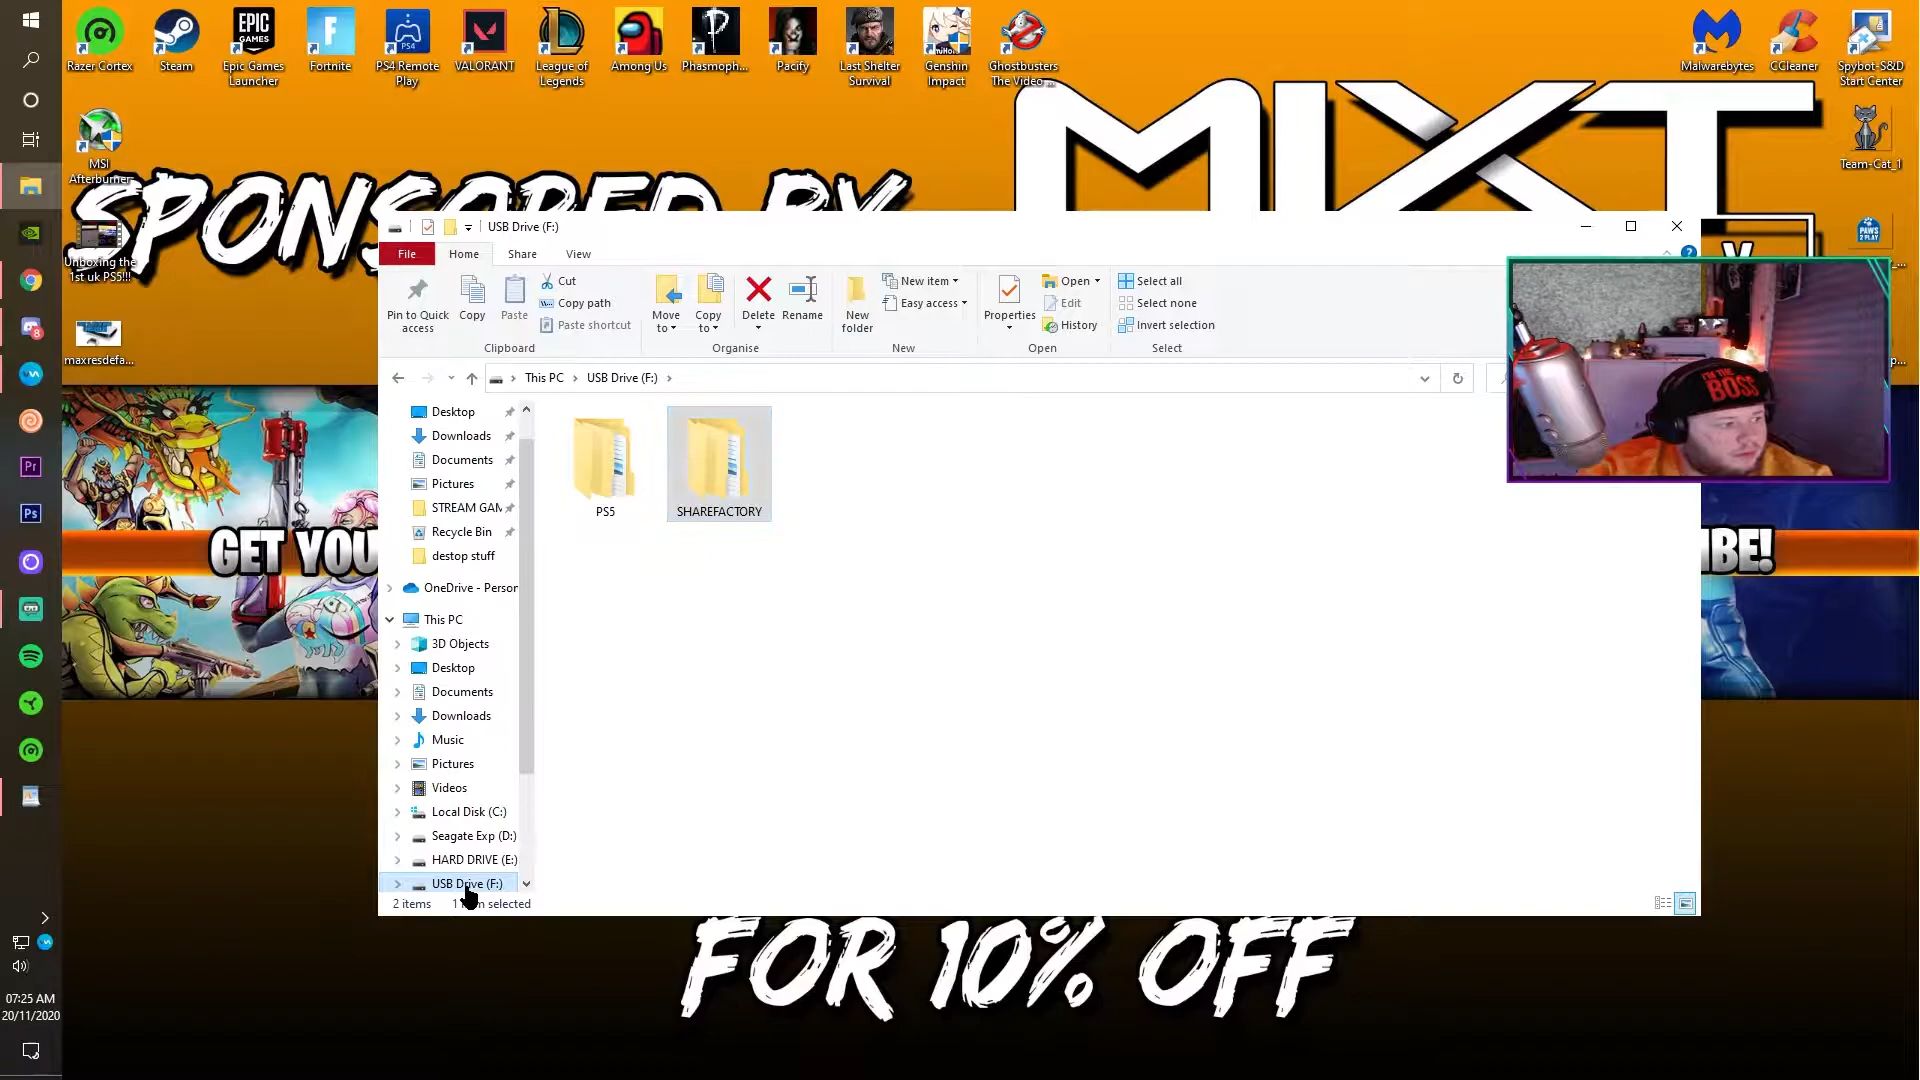 Razer Cortex
Steam
Epic Games
Launcher
Fortnite
PS4 Remote
Play
VALORANT
League of
Legends
Among Us
Phasmoph...
Pacify
Last Shelter
Survival
Genshin
Impact
Ghostbusters
The Video ...
Malwarebytes
CCleaner
Spybot-S&D
Start Center
MSI
Afterburner
Team-Cat_1
Unboxing the
1st uk PS5!!!
maxresdefa...
SPONSORED BY
MIXT
USB Drive (F:)
File
Home
Share
View
Pin to Quick
access
Copy
Paste
Cut
Copy path
Paste shortcut
Clipboard
Move
to
Copy
to
Delete
Rename
Organise
New
folder
New item
Easy access
New
Properties
Open
Edit
History
Open
Select all
Select none
Invert selection
Select
This PC
USB Drive (F:)
Desktop
Downloads
Documents
Pictures
STREAM GAM
Recycle Bin
destop stuff
OneDrive - Person
This PC
3D Objects
Desktop
Documents
Downloads
Music
Pictures
Videos
Local Disk (C:)
Seagate Exp (D:)
HARD DRIVE (E:)
USB Drive (F:)
PS5
SHAREFACTORY
2 items
selected
I'M THE
BOSS
GET YOU
IBE!
FOR 10% OFF
07:25 AM
20/11/2020